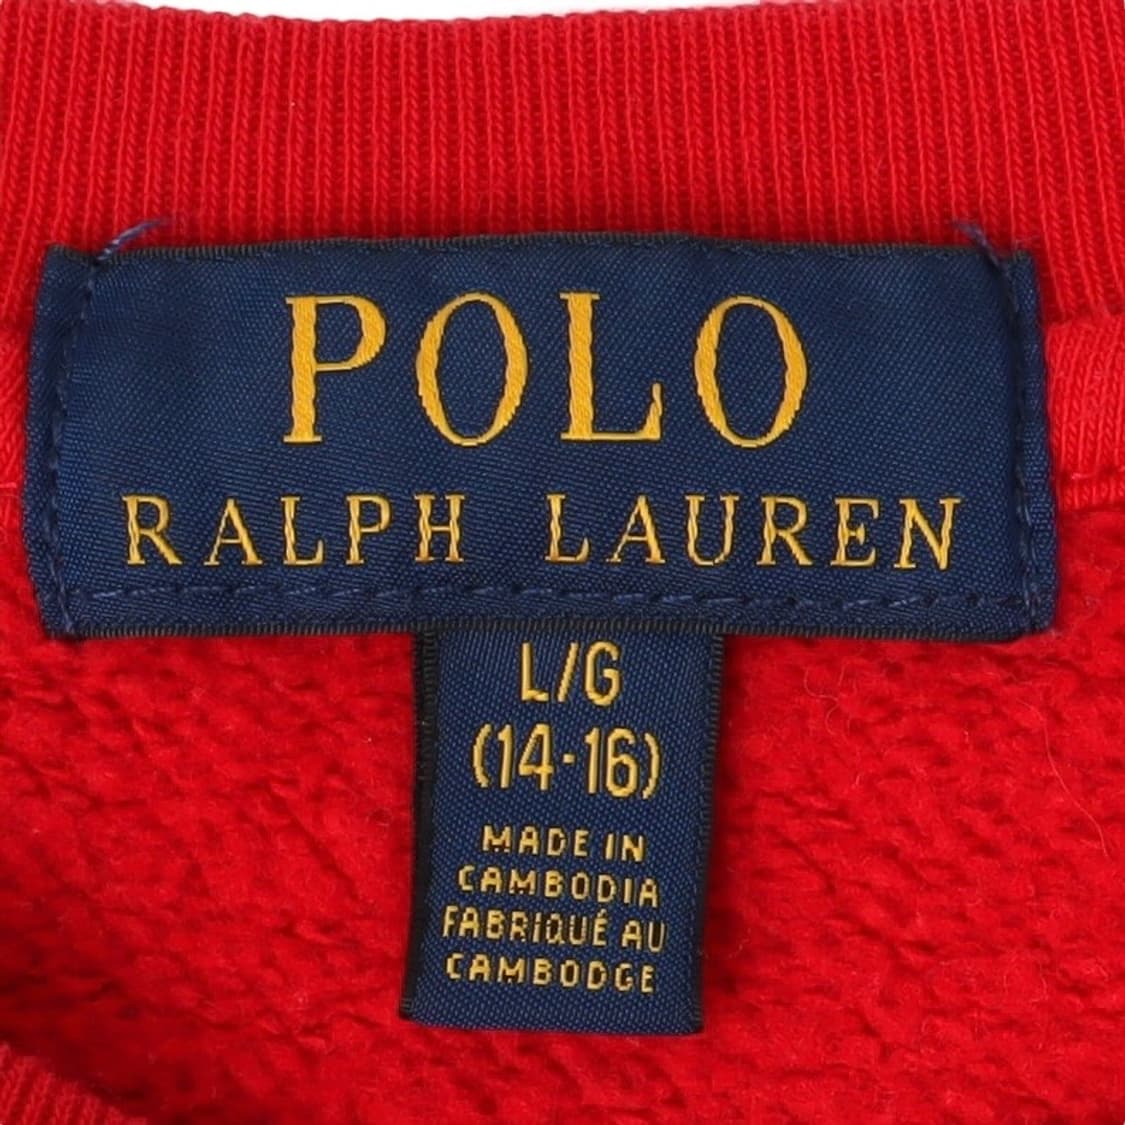 POLO
RALPH LAUREN
L/G
(14-16)
MADE IN
CAMBODIA
FABRIQUÉ AU
CAMBODGE